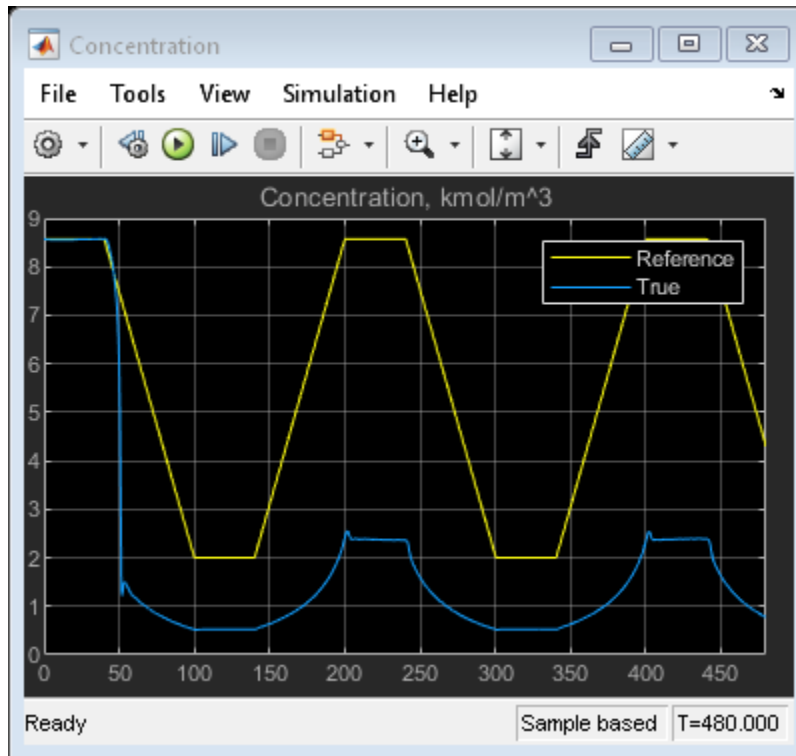 Concentration
File Tools View Simulation Help
Concentration, kmol/m^3
9
8
7
6
5
4
3
2
1
0
Reference
True
0 50 100 150 200 250 300 350 400 450
Ready Sample based T=480.000